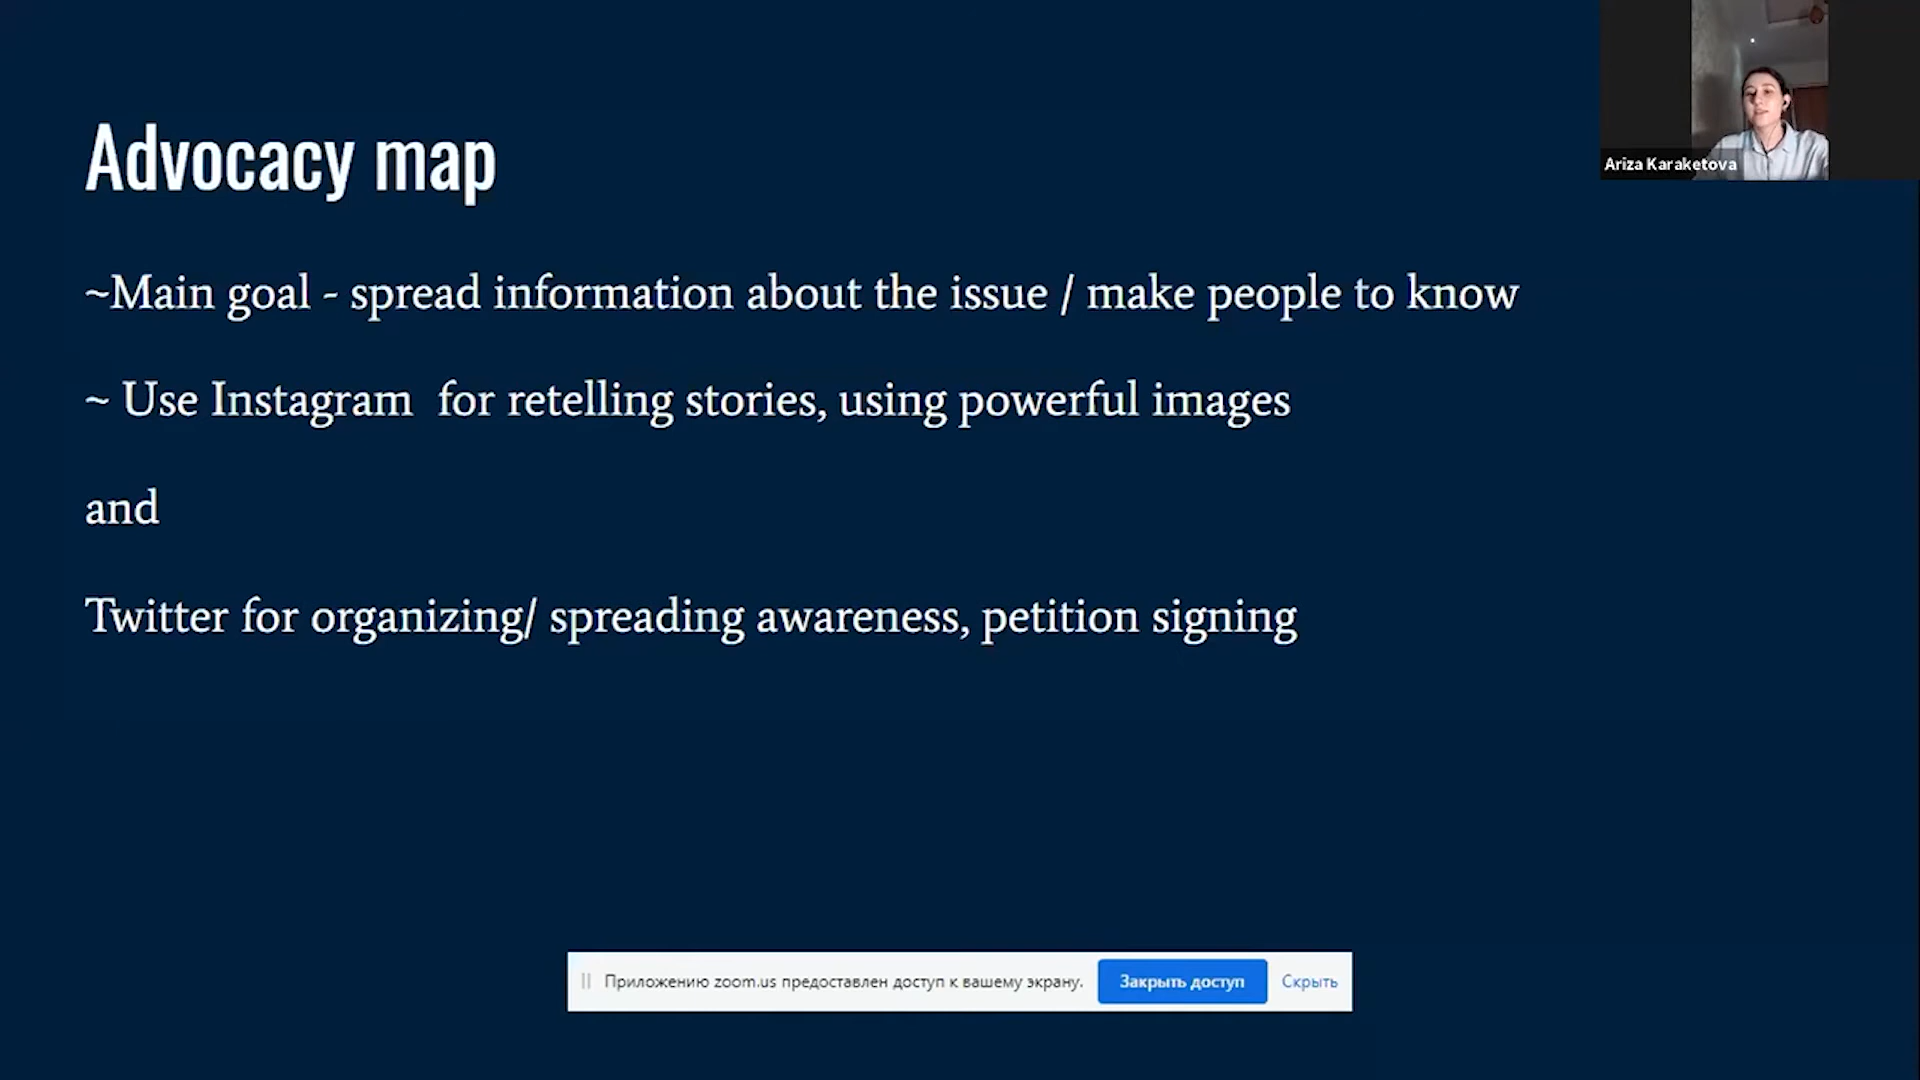 Advocacy map
~Main goal - spread information about the issue / make people to know
~ Use Instagram  for retelling stories, using powerful images
and
Twitter for organizing/ spreading awareness, petition signing
Ariza Karaketova
Приложению zoom.us предоставлен доступ к вашему экрану.
Закрыть доступ
Скрыть